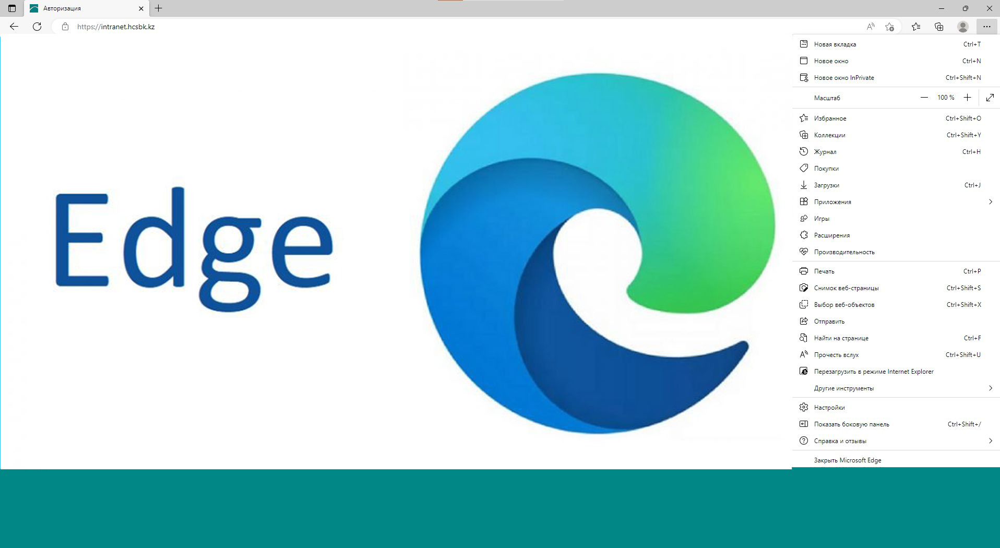 Авторизация
https://intranet.hcsbk.kz
Edge
Новая вкладка Ctrl+T
Новое окно Ctrl+N
Новое окно InPrivate Ctrl+Shift+N
Масштаб 100 %
Избранное Ctrl+Shift+O
Коллекции Ctrl+Shift+Y
Журнал Ctrl+H
Покупки
Загрузки Ctrl+J
Приложения
Игры
Расширения
Производительность
Печать Ctrl+P
Снимок веб-страницы Ctrl+Shift+S
Выбор веб-объектов Ctrl+Shift+X
Отправить
Найти на странице Ctrl+F
Прочесть вслух Ctrl+Shift+U
Перезагрузить в режиме Internet Explorer
Другие инструменты
Настройки
Показать боковую панель Ctrl+Shift+/
Справка и отзывы
Закрыть Microsoft Edge